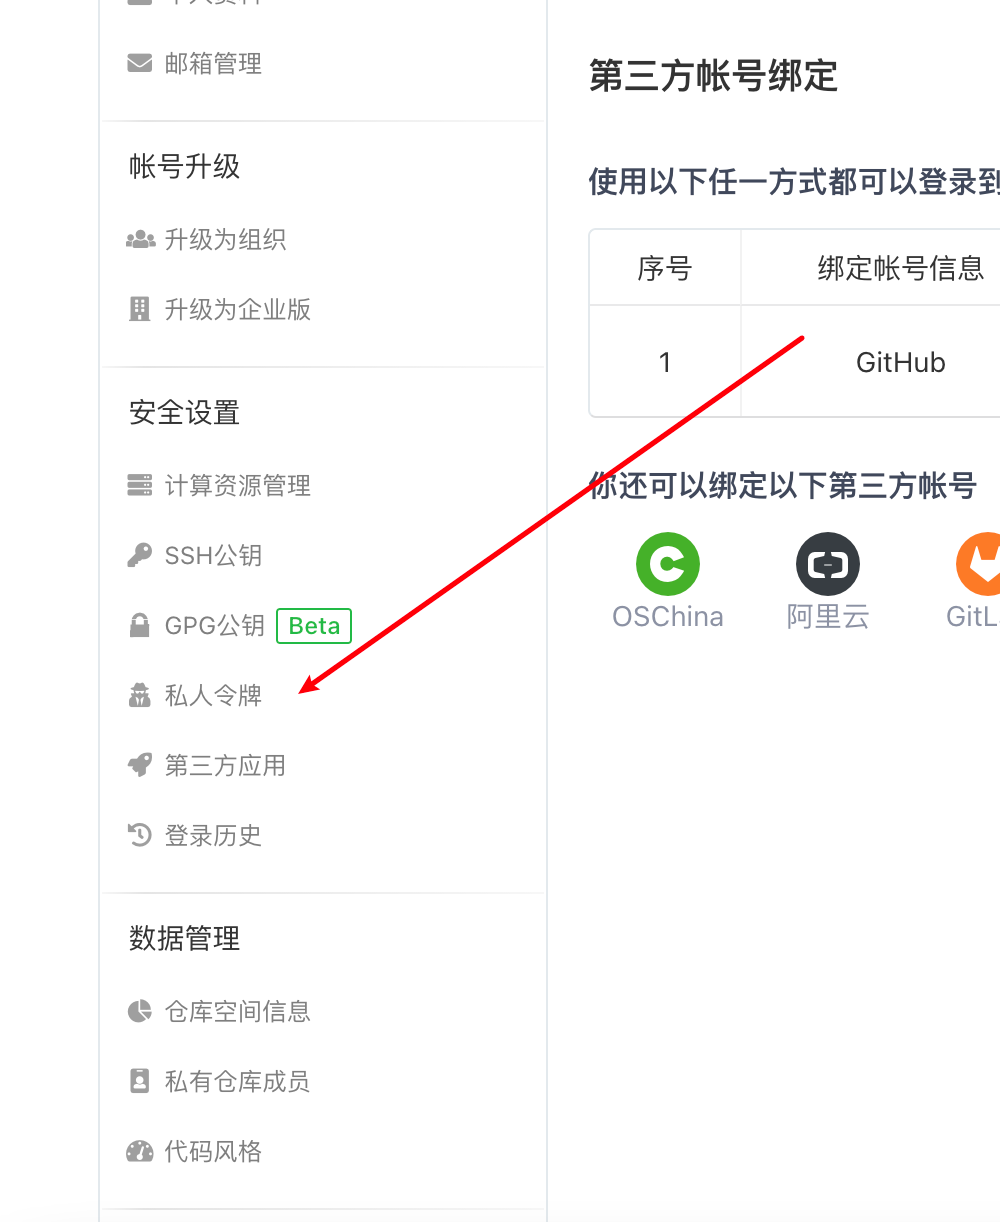 邮箱管理
帐号升级
升级为组织
升级为企业版
安全设置
计算资源管理
SSH公钥
GPG公钥 Beta
私人令牌
第三方应用
登录历史
数据管理
仓库空间信息
私有仓库成员
代码风格
第三方帐号绑定
使用以下任一方式都可以登录到
序号 绑定帐号信息
1 GitHub
你还可以绑定以下第三方帐号
OSChina 阿里云 GitL